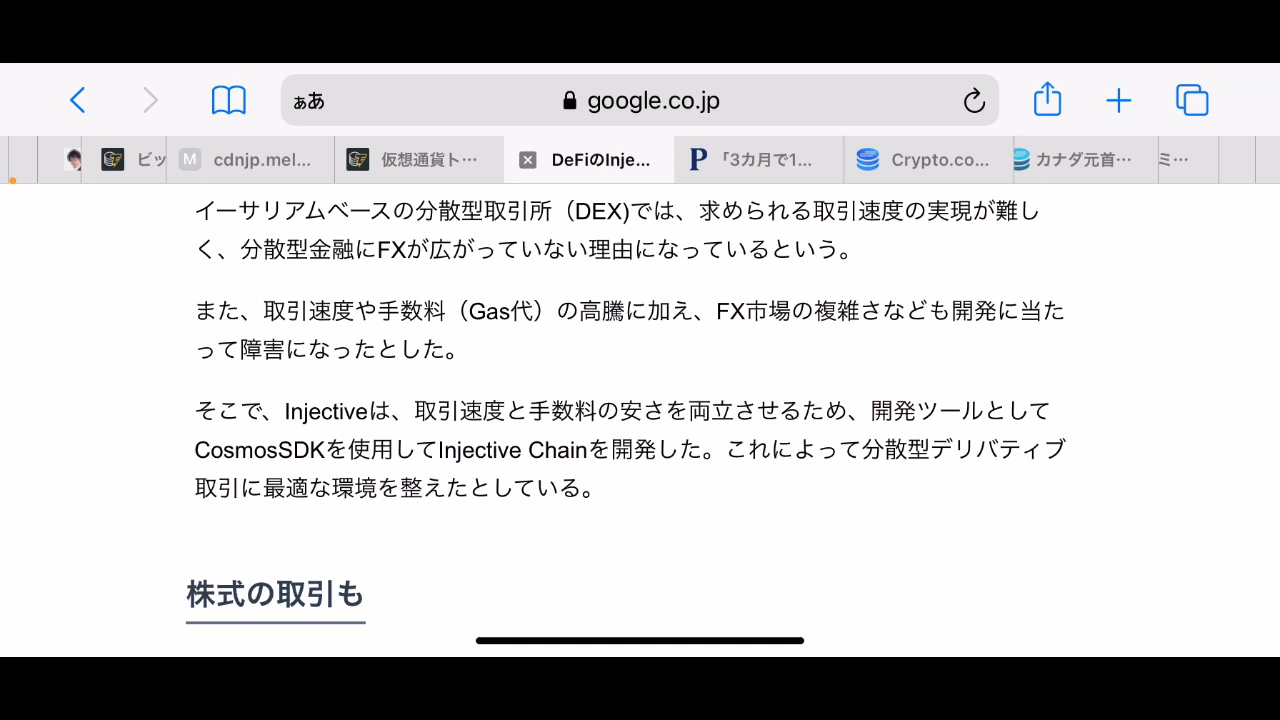 ぁあ
google.co.jp
ビッ
M
cdnjp.mel...
仮想通貨ト…
DeFiのInje...
P
「3カ月で1...
Crypto.co...
カナダ元首…
ミ…
イーサリアムベースの分散型取引所（DEX)では、求められる取引速度の実現が難し
く、分散型金融にFXが広がっていない理由になっているという。
また、取引速度や手数料（Gas代）の高騰に加え、FX市場の複雑さなども開発に当た
って障害になったとした。
そこで、Injectiveは、取引速度と手数料の安さを両立させるため、開発ツールとして
CosmosSDKを使用してInjective Chainを開発した。これによって分散型デリバティブ
取引に最適な環境を整えたとしている。
株式の取引も